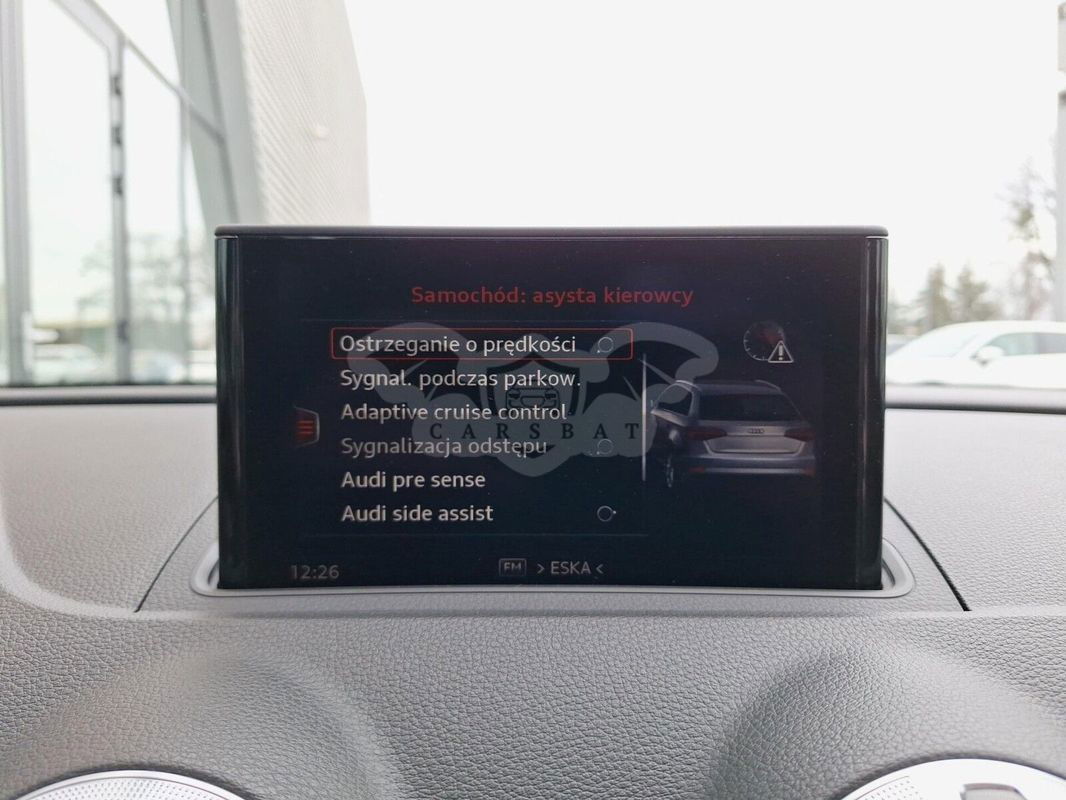 Samochód: asysta kierowcy
Ostrzeganie o prędkości
Sygnal. podczas parkow.
Adaptive cruise control
CARSBAT
Sygnalizacja odstępu
Audi pre sense
Audi side assist
12:26
FM > ESKA <